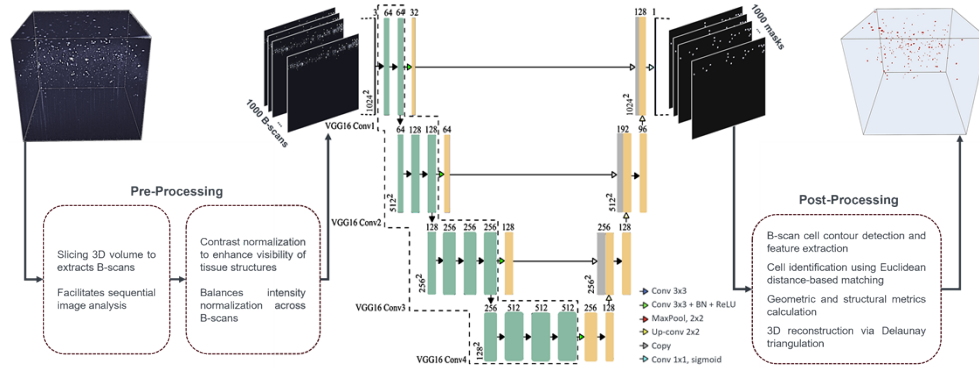 1000 B-scans
...
Pre-Processing
Slicing 3D volume to
extracts B-scans
Facilitates sequential
image analysis
Contrast normalization
to enhance visibility of
tissue structures
Balances intensity
normalization across
B-scans
3 64 64 32
1024²
VGG16 Conv1
64 128 128 64
512²
VGG16 Conv2
128 256 256 256 128
256²
VGG16 Conv3
256 512 512 512 256 128
128²
VGG16 Conv4
128 1
1024²
192 96
512²
256 128
256²
Conv 3x3
Conv 3x3 + BN + ReLU
MaxPool, 2x2
Up-conv 2x2
Copy
Conv 1x1, sigmoid
1000 masks
...
Post-Processing
B-scan cell contour detection and
feature extraction
Cell identification using Euclidean
distance-based matching
Geometric and structural metrics
calculation
3D reconstruction via Delaunay
triangulation